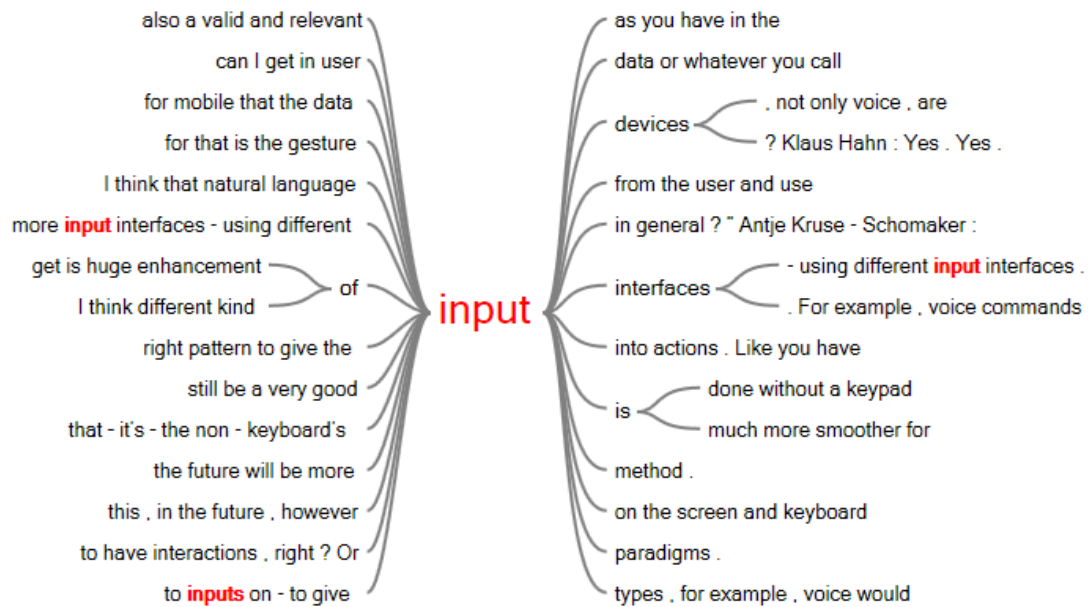 also a valid and relevant
can I get in user
for mobile that the data
for that is the gesture
I think that natural language
more input interfaces - using different
get is huge enhancement
I think different kind
of
right pattern to give the
still be a very good
that - it's - the non - keyboard's
the future will be more
this , in the future , however
to have interactions , right ? Or
to inputs on - to give
input
as you have in the
data or whatever you call
devices
, not only voice , are
? Klaus Hahn : Yes . Yes .
from the user and use
in general ? " Antje Kruse - Schomaker :
interfaces
- using different input interfaces .
. For example , voice commands
into actions . Like you have
is
done without a keypad
much more smoother for
method .
on the screen and keyboard
paradigms .
types , for example , voice would